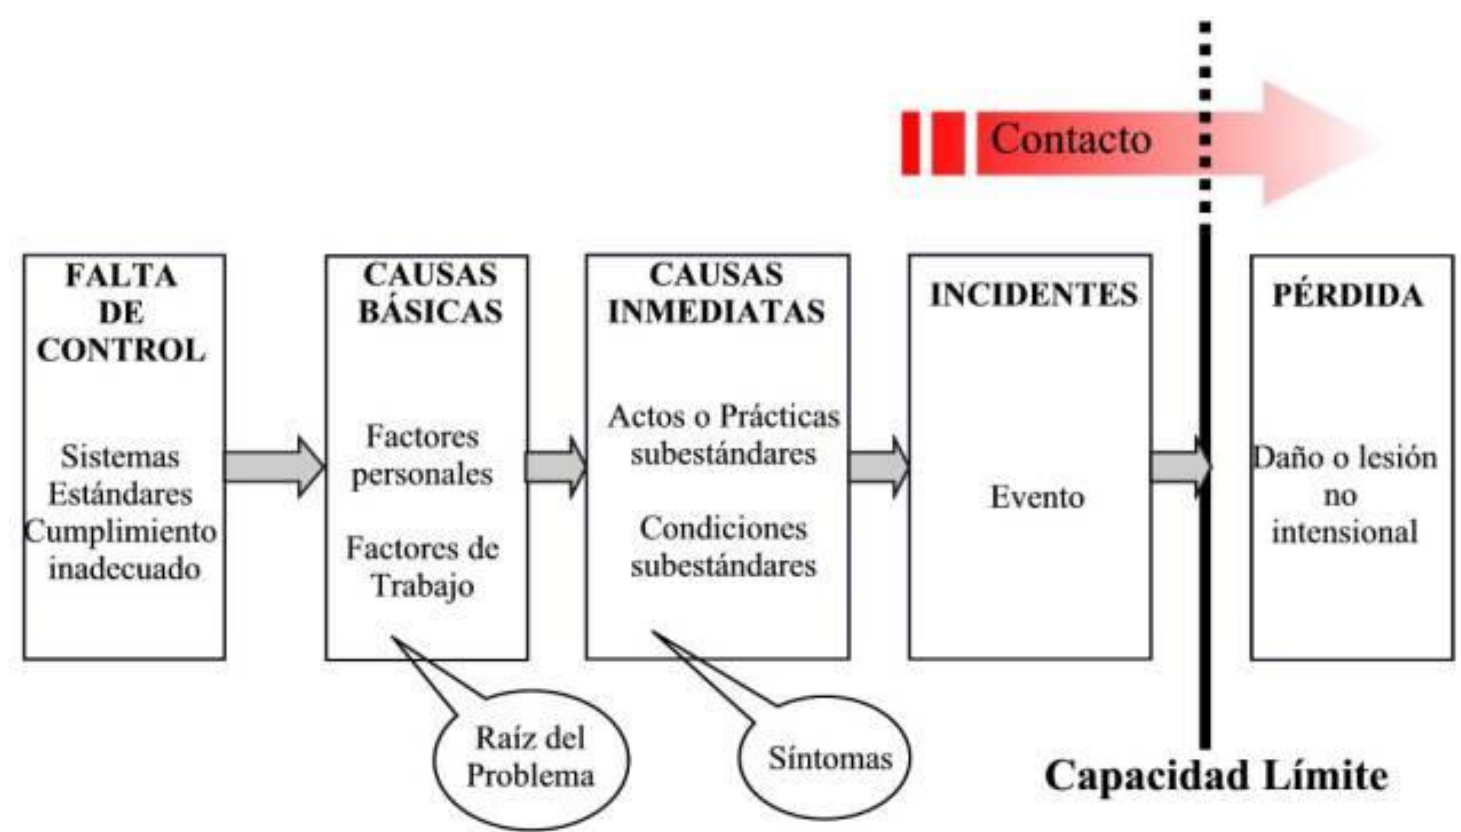 Contacto
FALTA
DE
CONTROL
Sistemas
Estándares
Cumplimiento
inadecuado
CAUSAS
BÁSICAS
Factores
personales
Factores de
Trabajo
Raíz del
Problema
CAUSAS
INMEDIATAS
Actos o Prácticas
subestándares
Condiciones
subestándares
Síntomas
INCIDENTES
Evento
PÉRDIDA
Daño o lesión
no
intensional
Capacidad Límite